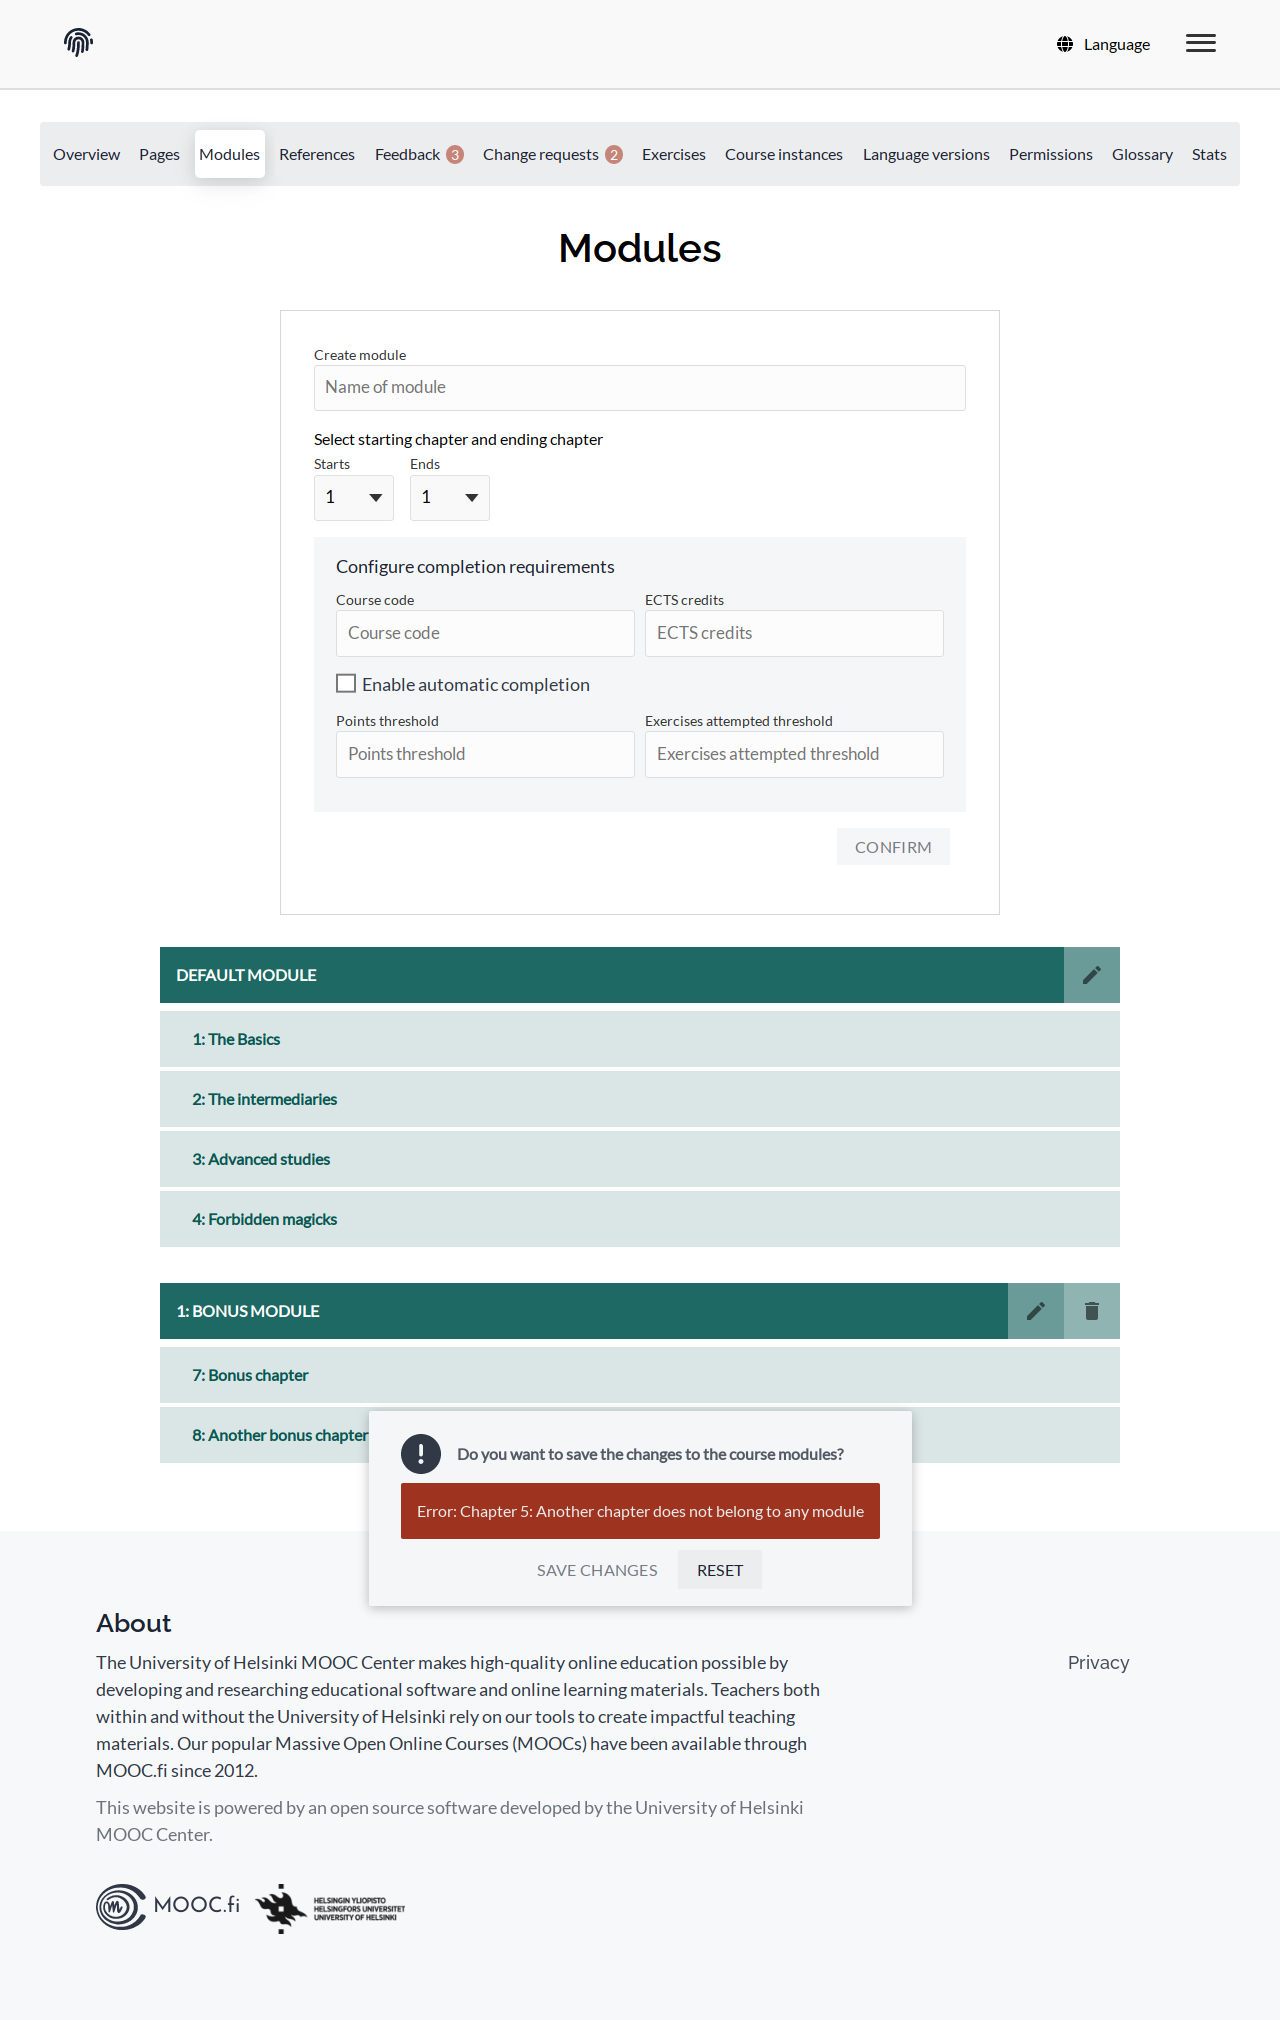 Language
Overview Pages Modules References Feedback 3 Change requests 2 Exercises Course instances Language versions Permissions Glossary Stats
Modules
Create module
Name of module
Select starting chapter and ending chapter
Starts Ends
1 1
Configure completion requirements
Course code ECTS credits
Course code ECTS credits
Enable automatic completion
Points threshold Exercises attempted threshold
Points threshold Exercises attempted threshold
CONFIRM
DEFAULT MODULE
1: The Basics
2: The intermediaries
3: Advanced studies
4: Forbidden magicks
1: BONUS MODULE
7: Bonus chapter
8: Another bonus chapter
Do you want to save the changes to the course modules?
Error: Chapter 5: Another chapter does not belong to any module
SAVE CHANGES RESET
About
The University of Helsinki MOOC Center makes high-quality online education possible by
developing and researching educational software and online learning materials. Teachers both
within and without the University of Helsinki rely on our tools to create impactful teaching
materials. Our popular Massive Open Online Courses (MOOCs) have been available through
MOOC.fi since 2012.
This website is powered by an open source software developed by the University of Helsinki
MOOC Center.
Privacy
MOOC.fi
HELSINGIN YLIOPISTO
HELSINGFORS UNIVERSITET
UNIVERSITY OF HELSINKI